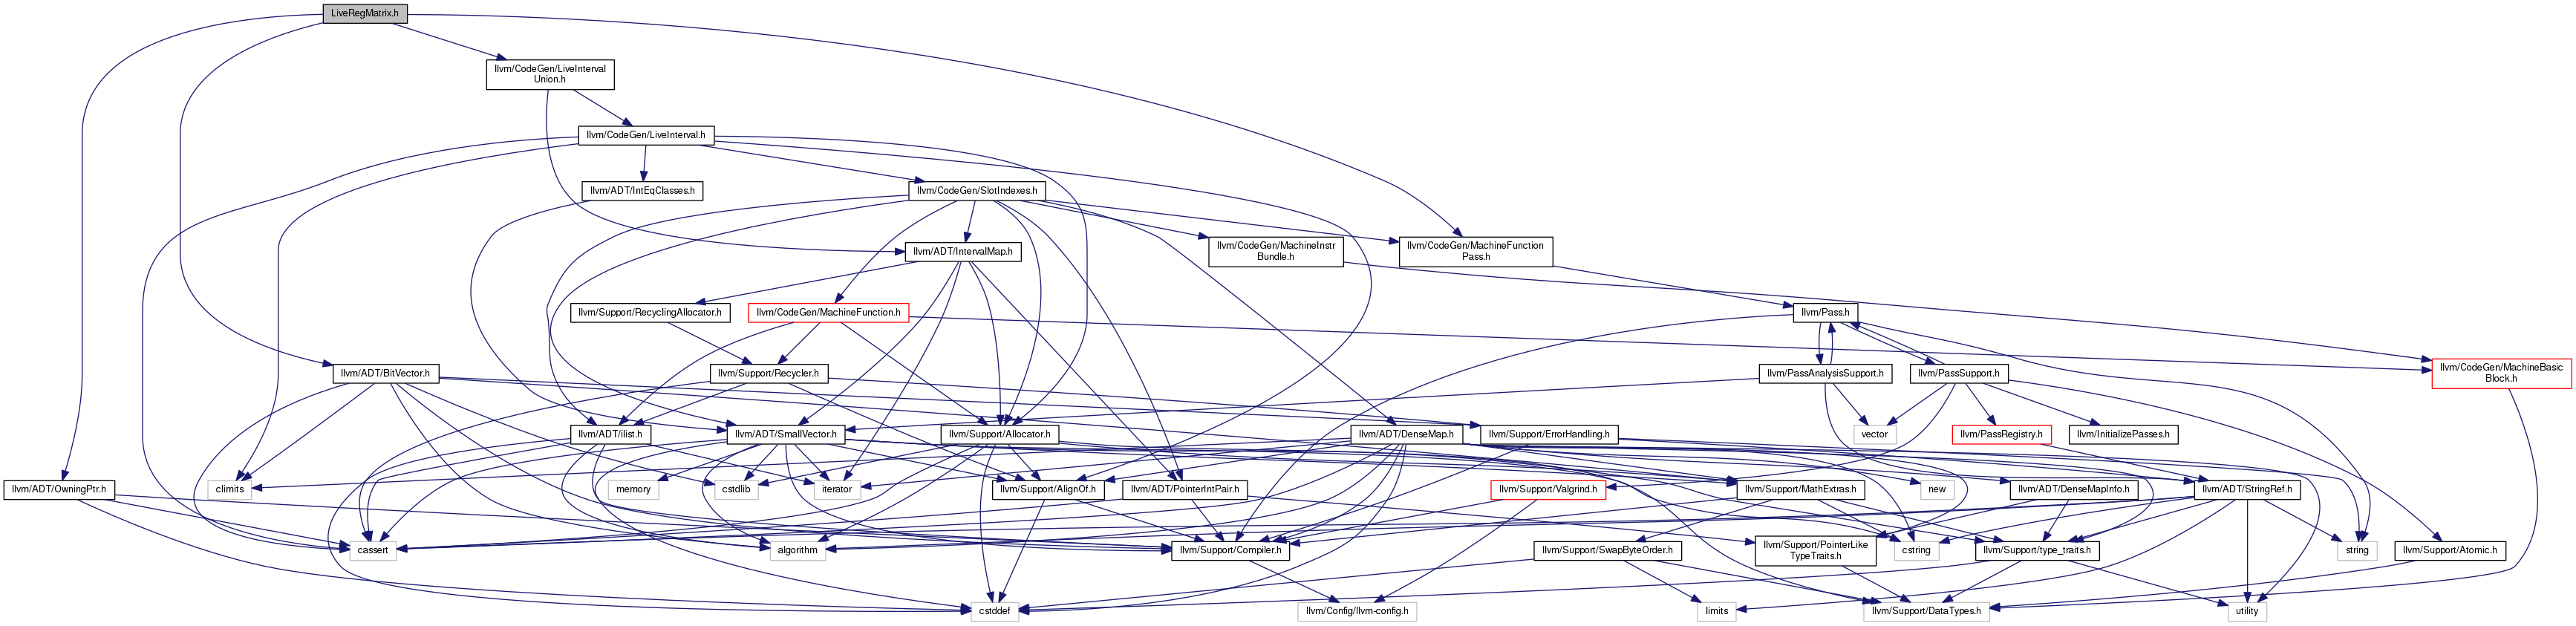 LiveRegMatrix.h
llvm/CodeGen/LiveInterval
Union.h
llvm/CodeGen/LiveInterval.h
llvm/ADT/IntEqClasses.h
llvm/CodeGen/SlotIndexes.h
llvm/ADT/IntervalMap.h
llvm/CodeGen/MachineInstr
Bundle.h
llvm/CodeGen/MachineFunction
Pass.h
llvm/Support/RecyclingAllocator.h
llvm/CodeGen/MachineFunction.h
llvm/Pass.h
llvm/ADT/BitVector.h
llvm/Support/Recycler.h
llvm/PassAnalysisSupport.h
llvm/PassSupport.h
llvm/CodeGen/MachineBasic
Block.h
llvm/ADT/ilist.h
llvm/ADT/SmallVector.h
llvm/Support/Allocator.h
llvm/ADT/DenseMap.h
llvm/Support/ErrorHandling.h
vector
llvm/PassRegistry.h
llvm/InitializePasses.h
llvm/ADT/OwningPtr.h
climits
memory
cstdlib
iterator
llvm/Support/AlignOf.h
llvm/ADT/PointerIntPair.h
llvm/Support/Valgrind.h
llvm/Support/MathExtras.h
new
llvm/ADT/DenseMapInfo.h
llvm/ADT/StringRef.h
cassert
algorithm
llvm/Support/Compiler.h
llvm/Support/SwapByteOrder.h
llvm/Support/PointerLike
TypeTraits.h
cstring
llvm/Support/type_traits.h
string
llvm/Support/Atomic.h
cstddef
llvm/Config/llvm-config.h
limits
llvm/Support/DataTypes.h
utility